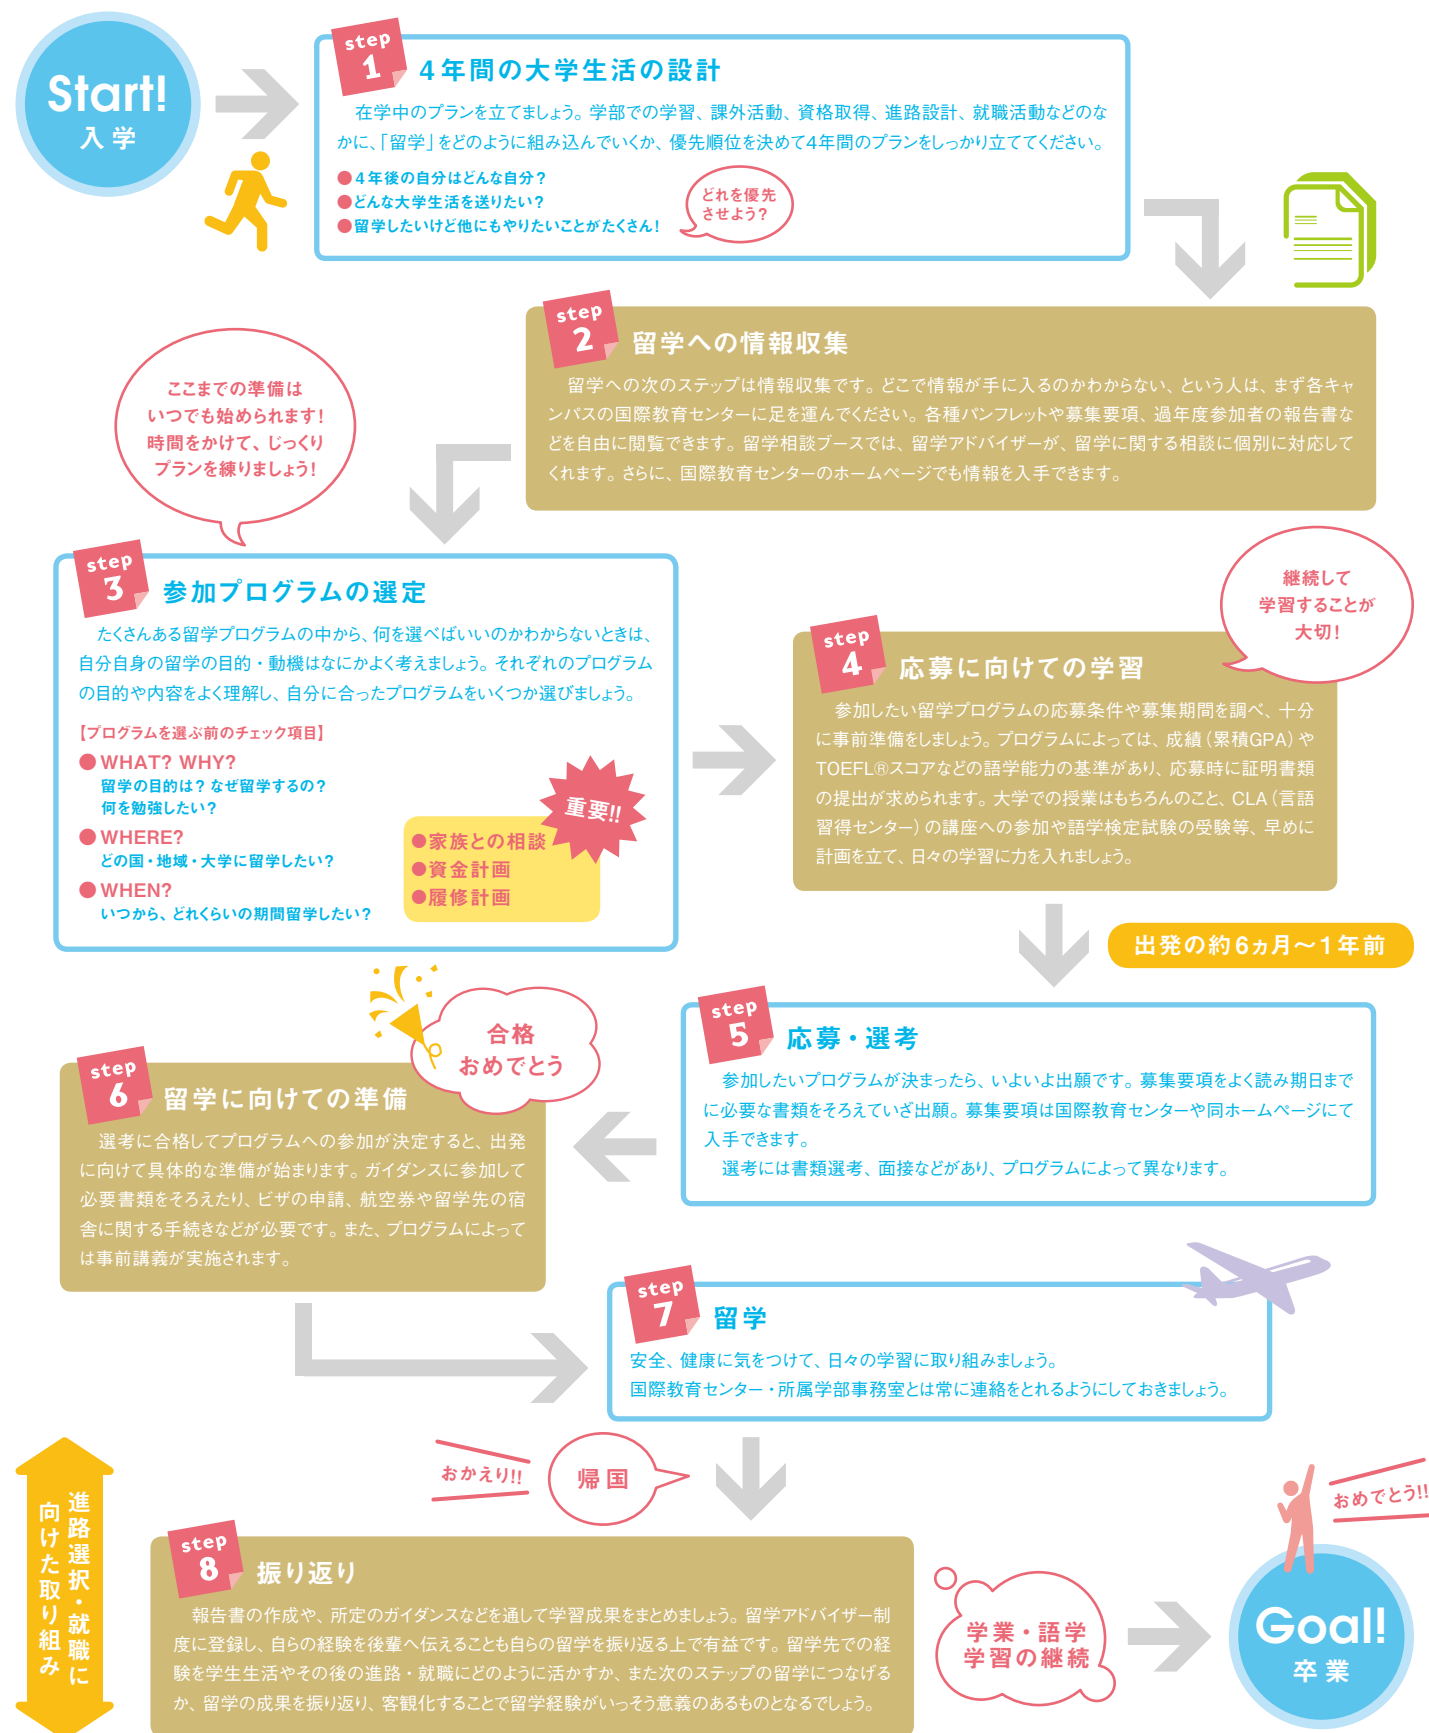 Start!
入学
step
1
4年間の大学生活の設計
在学中のプランを立てましょう。学部での学習、課外活動、資格取得、進路設計、就職活動などのな
かに、「留学」をどのように組み込んでいくか、優先順位を決めて4年間のプランをしっかり立ててください。
●4年後の自分はどんな自分？
●どんな大学生活を送りたい？
●留学したいけど他にもやりたいことがたくさん！
どれを優先
させよう？
step
2
留学への情報収集
留学への次のステップは情報収集です。どこで情報が手に入るのかわからない、という人は、まず各キャ
ンパスの国際教育センターに足を運んでください。各種パンフレットや募集要項、過年度参加者の報告書な
どを自由に閲覧できます。留学相談ブースでは、留学アドバイザーが、留学に関する相談に個別に対応して
くれます。さらに、国際教育センターのホームページでも情報を入手できます。
ここまでの準備は
いつでも始められます！
時間をかけて、じっくり
プランを練りましょう！
step
3
参加プログラムの選定
たくさんある留学プログラムの中から、何を選べばいいのかわからないときは、
自分自身の留学の目的・動機はなにかよく考えましょう。それぞれのプログラム
の目的や内容をよく理解し、自分に合ったプログラムをいくつか選びましょう。
【プログラムを選ぶ前のチェック項目】
●WHAT? WHY?
留学の目的は？ なぜ留学するの？
何を勉強したい？
●WHERE?
どの国・地域・大学に留学したい？
●WHEN?
いつから、どれくらいの期間留学したい？
重要!!
●家族との相談
●資金計画
●履修計画
継続して
学習することが
大切！
step
4
応募に向けての学習
参加したい留学プログラムの応募条件や募集期間を調べ、十分
に事前準備をしましょう。プログラムによっては、成績（累積GPA）や
TOEFL®スコアなどの語学能力の基準があり、応募時に証明書類
の提出が求められます。大学での授業はもちろんのこと、CLA（言語
習得センター）の講座への参加や語学検定試験の受験等、早めに
計画を立て、日々の学習に力を入れましょう。
出発の約6ヵ月～1年前
step
5
応募・選考
参加したいプログラムが決まったら、いよいよ出願です。募集要項をよく読み期日まで
に必要な書類をそろえていざ出願。募集要項は国際教育センターや同ホームページにて
入手できます。
選考には書類選考、面接などがあり、プログラムによって異なります。
合格
おめでとう
step
6
留学に向けての準備
選考に合格してプログラムへの参加が決定すると、出発
に向けて具体的な準備が始まります。ガイダンスに参加して
必要書類をそろえたり、ビザの申請、航空券や留学先の宿
舎に関する手続きなどが必要です。また、プログラムによって
は事前講義が実施されます。
step
7
留学
安全、健康に気をつけて、日々の学習に取り組みましょう。
国際教育センター・所属学部事務室とは常に連絡をとれるようにしておきましょう。
おかえり!!
帰国
step
8
振り返り
報告書の作成や、所定のガイダンスなどを通して学習成果をまとめましょう。留学アドバイザー制
度に登録し、自らの経験を後輩へ伝えることも自らの留学を振り返る上で有益です。留学先での経
験を学生生活やその後の進路・就職にどのように活かすか、また次のステップの留学につなげる
か、留学の成果を振り返り、客観化することで留学経験がいっそう意義のあるものとなるでしょう。
進路選択・就職に
向けた取り組み
学業・語学
学習の継続
おめでとう!!
Goal!
卒業